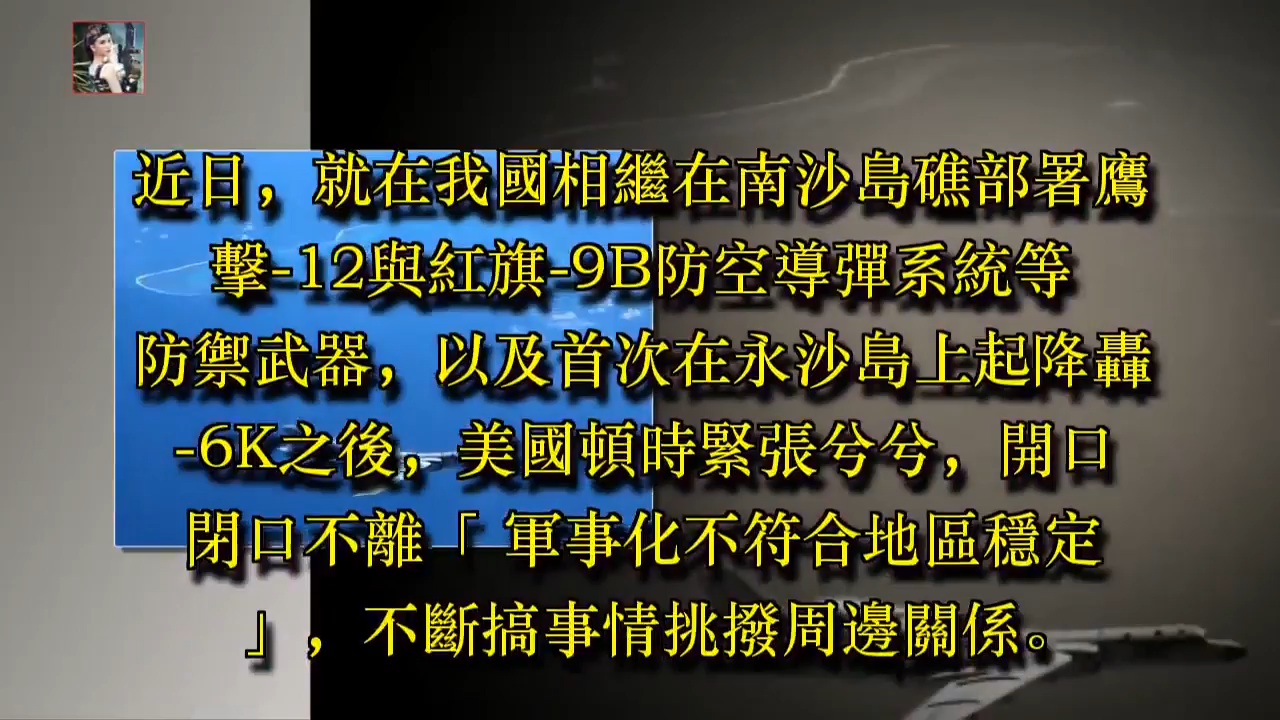 近日，就在我國相繼在南沙島礁部署鷹
擊-12與紅旗-9B防空導彈系統等
防禦武器，以及首次在永沙島上起降轟
-6K之後，美國頓時緊張兮兮，開口
閉口不離「 軍事化不符合地區穩定
」，不斷搞事情挑撥周邊關係。